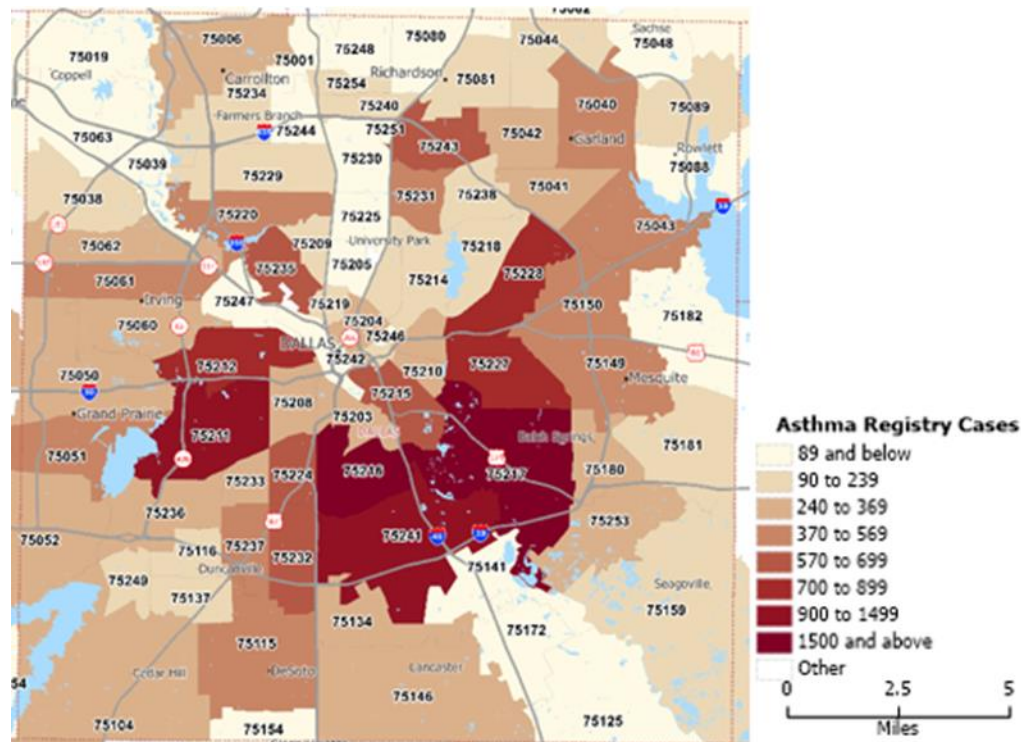 75006
75248
75080
75044
Sachse
75048
75019
Coppell
75001
Richardson
75081
Carrollton
75234
75254
75040
75089
75240
Farmers Branch
75244
75251
75042
Garland
75063
75039
75230
75243
Rowlett
75088
75229
75238
75041
75038
75231
75220
75225
75043
75062
75209
University Park
75218
75205
75235
75228
75214
75061
Irving
75247
75219
75150
75182
75204
75060
75246
DALLAS
75242
75212
75227
75149
75050
75210
Mesquite
75215
Grand Prairie
75208
75203
DALLAS
75211
Balch Springs
75181
75051
75216
75217
75180
75224
75233
75236
75253
75241
75052
75237
75116
75232
Duncanville
75141
75249
Seagoville
75137
75159
75134
75172
75115
Cedar Hill
DeSoto
Lancaster
75146
75104
75154
75125
Asthma Registry Cases
89 and below
90 to 239
240 to 369
370 to 569
570 to 699
700 to 899
900 to 1499
1500 and above
Other
0 2.5 5
Miles